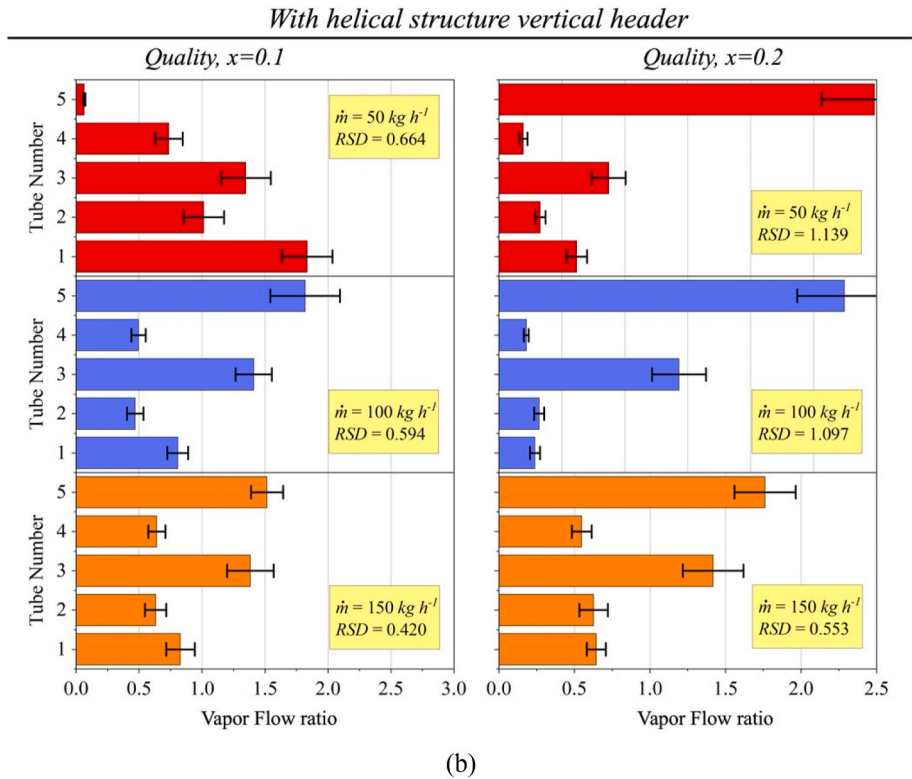 With helical structure vertical header
Quality, x=0.1
Quality, x=0.2
Tube Number
5
4
3
2
1
ṁ = 50 kg h⁻¹
RSD = 0.664
ṁ = 50 kg h⁻¹
RSD = 1.139
Tube Number
5
4
3
2
1
ṁ = 100 kg h⁻¹
RSD = 0.594
ṁ = 100 kg h⁻¹
RSD = 1.097
Tube Number
5
4
3
2
1
ṁ = 150 kg h⁻¹
RSD = 0.420
ṁ = 150 kg h⁻¹
RSD = 0.553
0.0 0.5 1.0 1.5 2.0 2.5 3.0
0.0 0.5 1.0 1.5 2.0 2.5
Vapor Flow ratio
Vapor Flow ratio
(b)